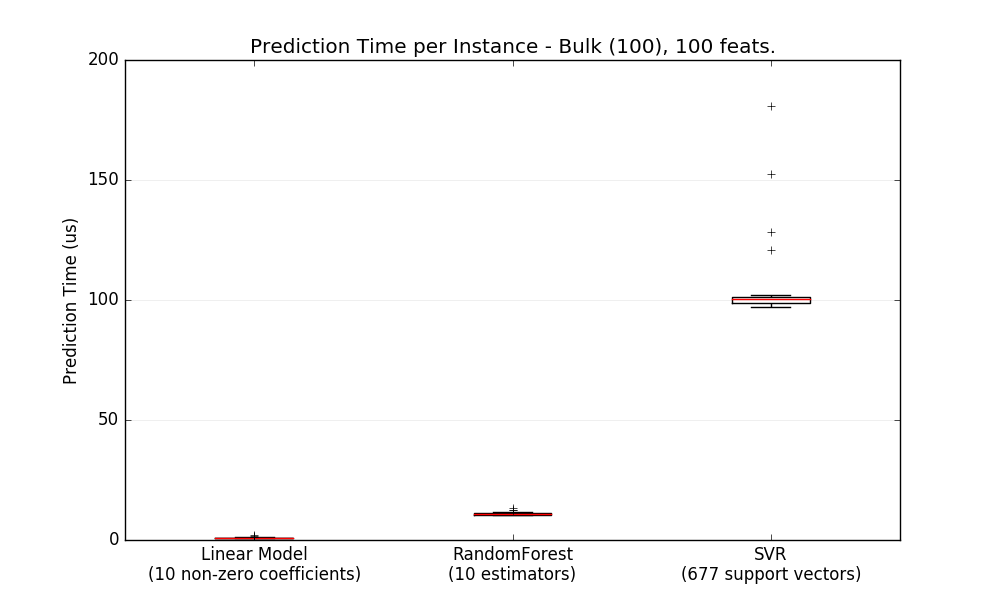 Prediction Time per Instance - Bulk (100), 100 feats.
200
150
100
50
0
Prediction Time (us)
Linear Model
(10 non-zero coefficients)
RandomForest
(10 estimators)
SVR
(677 support vectors)